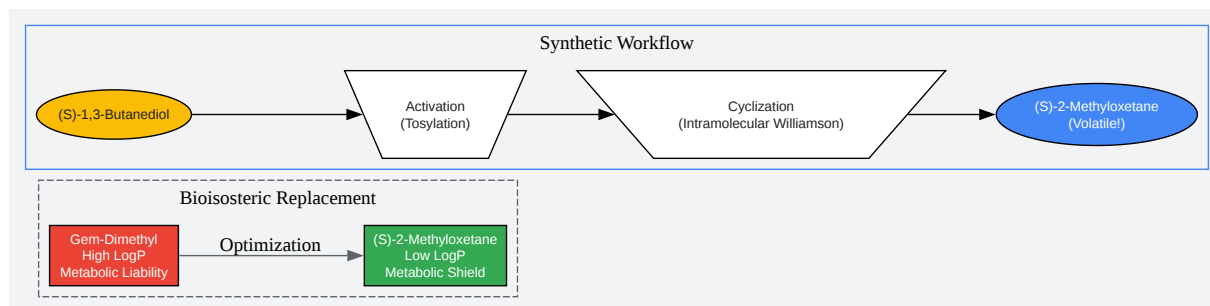 Synthetic Workflow
(S)-1,3-Butanediol
Activation
(Tosylation)
Cyclization
(Intramolecular Williamson)
(S)-2-Methyloxetane
(Volatile!)
Bioisosteric Replacement
Gem-Dimethyl
High LogP
Metabolic Liability
Optimization
(S)-2-Methyloxetane
Low LogP
Metabolic Shield